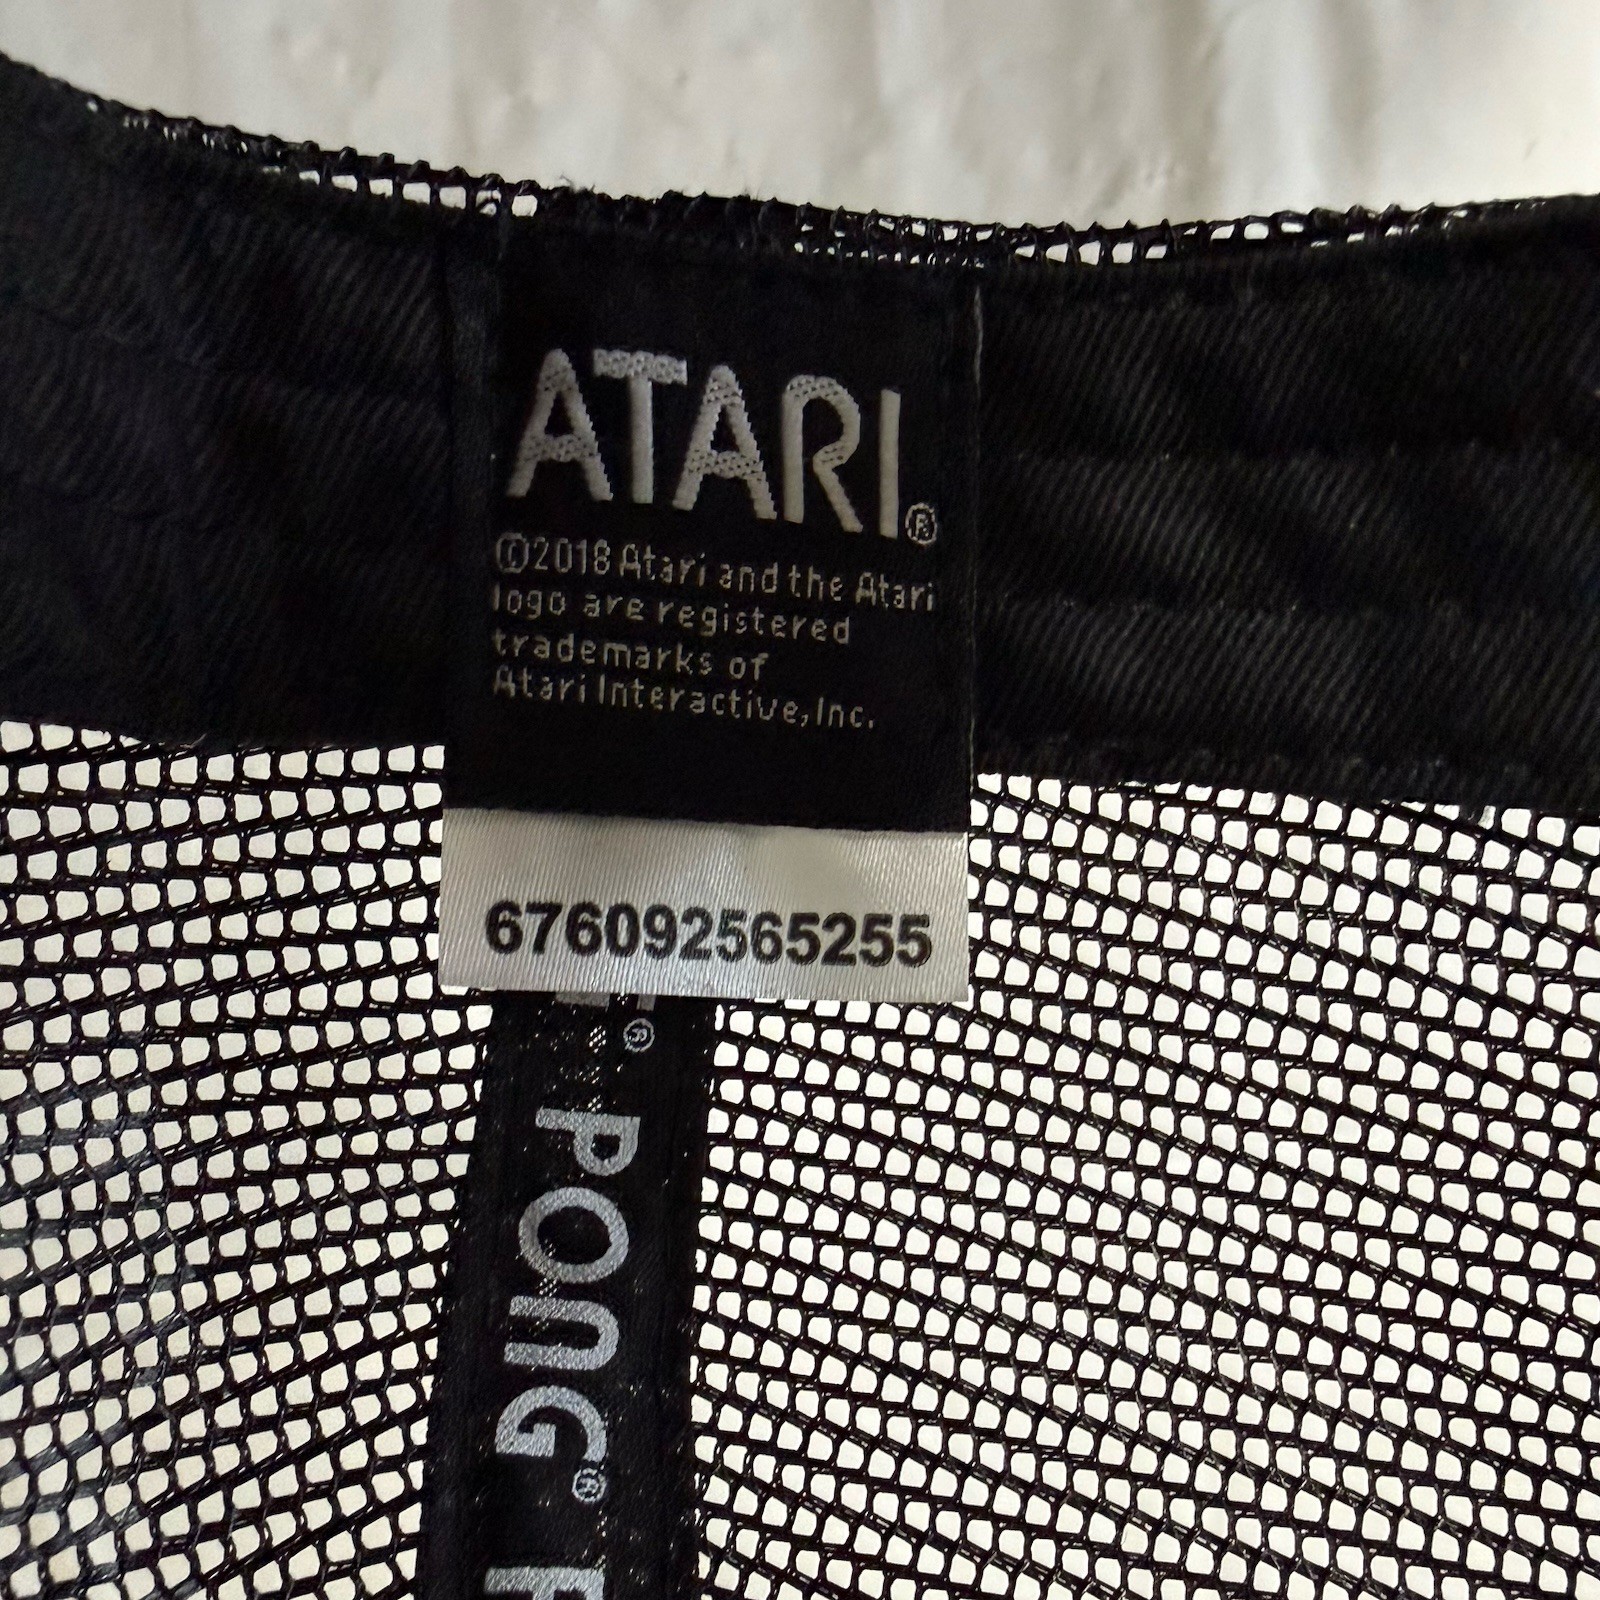 ATARI®
©2018 Atari and the Atari
logo are registered
trademarks of
Atari Interactive, Inc.
676092565255
®
PONG®